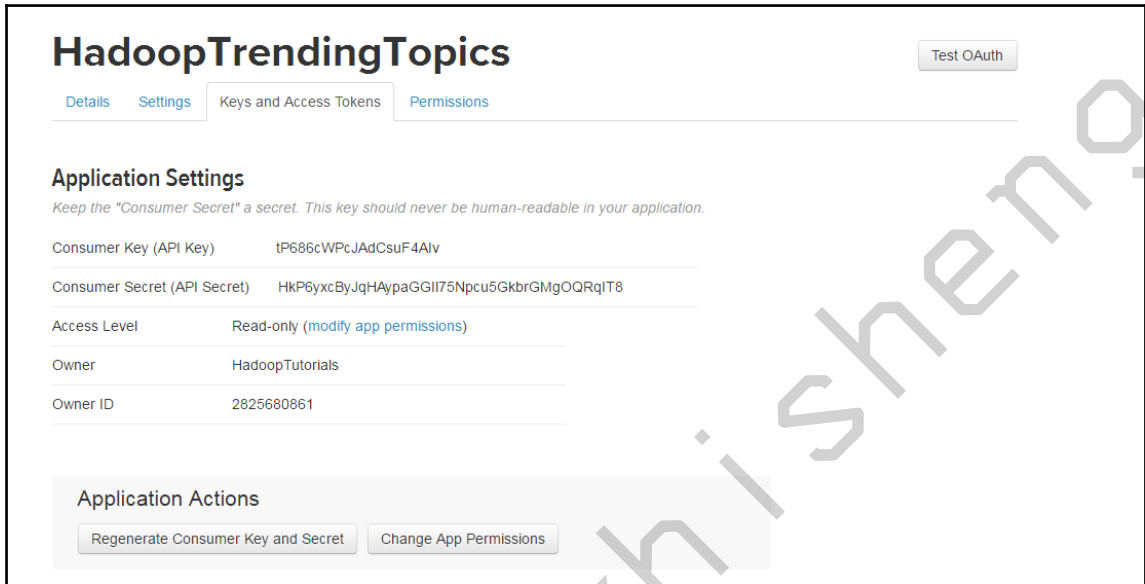 HadoopTrendingTopics
Test OAuth
Details Settings Keys and Access Tokens Permissions
Application Settings
Keep the "Consumer Secret" a secret. This key should never be human-readable in your application.
Consumer Key (API Key) tP686cWPcJAdCsuF4AIv
Consumer Secret (API Secret) HkP6yxcByJqHAypaGGII75Npcu5GkbrGMgOQRqIT8
Access Level Read-only (modify app permissions)
Owner HadoopTutorials
Owner ID 2825680861
Application Actions
Regenerate Consumer Key and Secret Change App Permissions